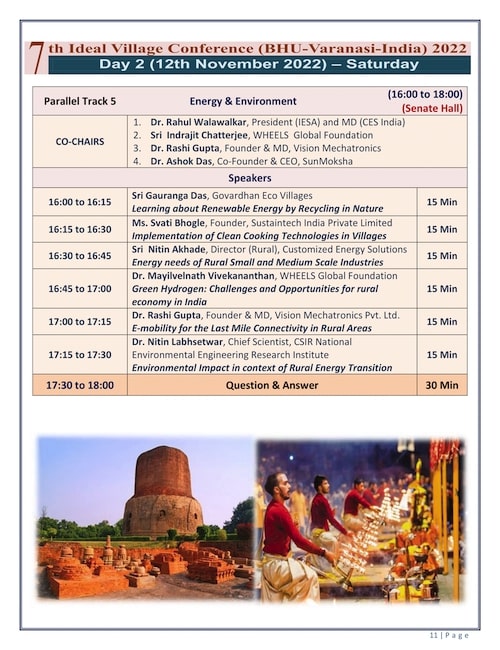 7th Ideal Village Conference (BHU-Varanasi-India) 2022
Day 2 (12th November 2022) – Saturday
Parallel Track 5
Energy & Environment
(16:00 to 18:00)
(Senate Hall)
CO-CHAIRS
1. Dr. Rahul Walawalkar, President (IESA) and MD (CES India)
2. Sri Indrajit Chatterjee, WHEELS Global Foundation
3. Dr. Rashi Gupta, Founder & MD, Vision Mechatronics
4. Dr. Ashok Das, Co-Founder & CEO, SunMoksha
Speakers
16:00 to 16:15
Sri Gauranga Das, Govardhan Eco Villages
Learning about Renewable Energy by Recycling in Nature
15 Min
16:15 to 16:30
Ms. Svati Bhogle, Founder, Sustaintech India Private Limited
Implementation of Clean Cooking Technologies in Villages
15 Min
16:30 to 16:45
Sri Nitin Akhade, Director (Rural), Customized Energy Solutions
Energy needs of Rural Small and Medium Scale Industries
15 Min
16:45 to 17:00
Dr. Mayilvelnath Vivekananthan, WHEELS Global Foundation
Green Hydrogen: Challenges and Opportunities for rural
economy in India
15 Min
17:00 to 17:15
Dr. Rashi Gupta, Founder & MD, Vision Mechatronics Pvt. Ltd.
E-mobility for the Last Mile Connectivity in Rural Areas
15 Min
17:15 to 17:30
Dr. Nitin Labhsetwar, Chief Scientist, CSIR National
Environmental Engineering Research Institute
Environmental Impact in context of Rural Energy Transition
15 Min
17:30 to 18:00
Question & Answer
30 Min
11 | Page